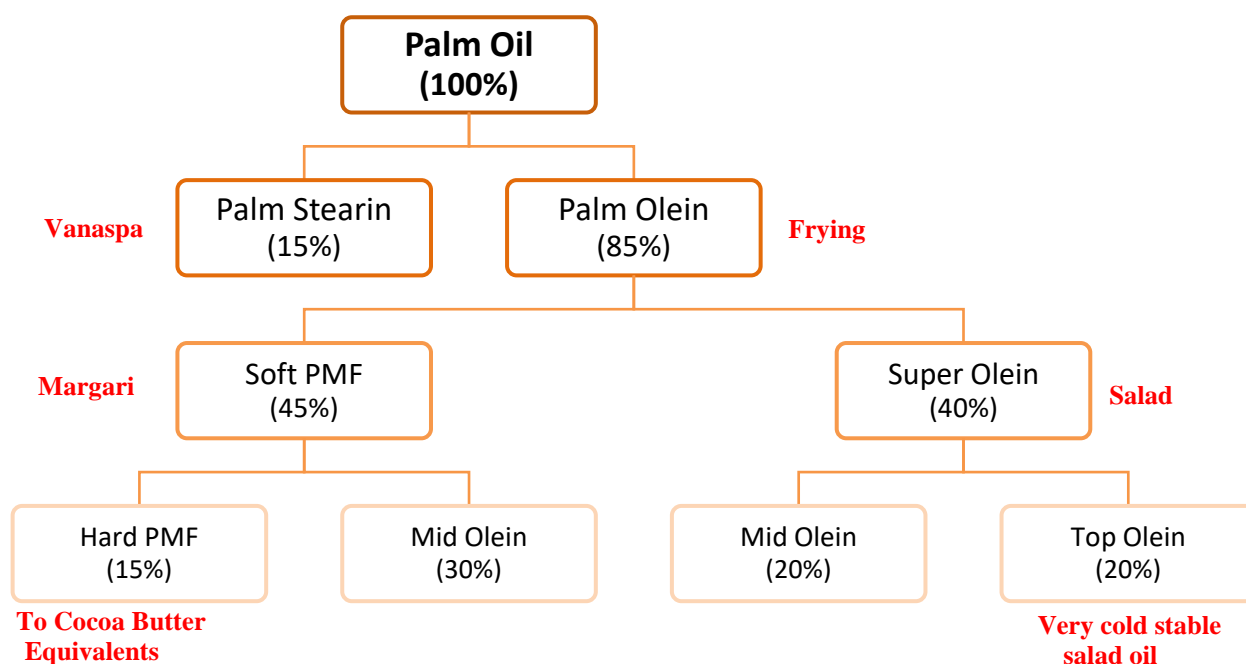 Palm Oil
(100%)
Vanaspa
Palm Stearin
(15%)
Palm Olein
(85%)
Frying
Margari
Soft PMF
(45%)
Super Olein
(40%)
Salad
Hard PMF
(15%)
Mid Olein
(30%)
Mid Olein
(20%)
Top Olein
(20%)
To Cocoa Butter
Equivalents
Very cold stable
salad oil